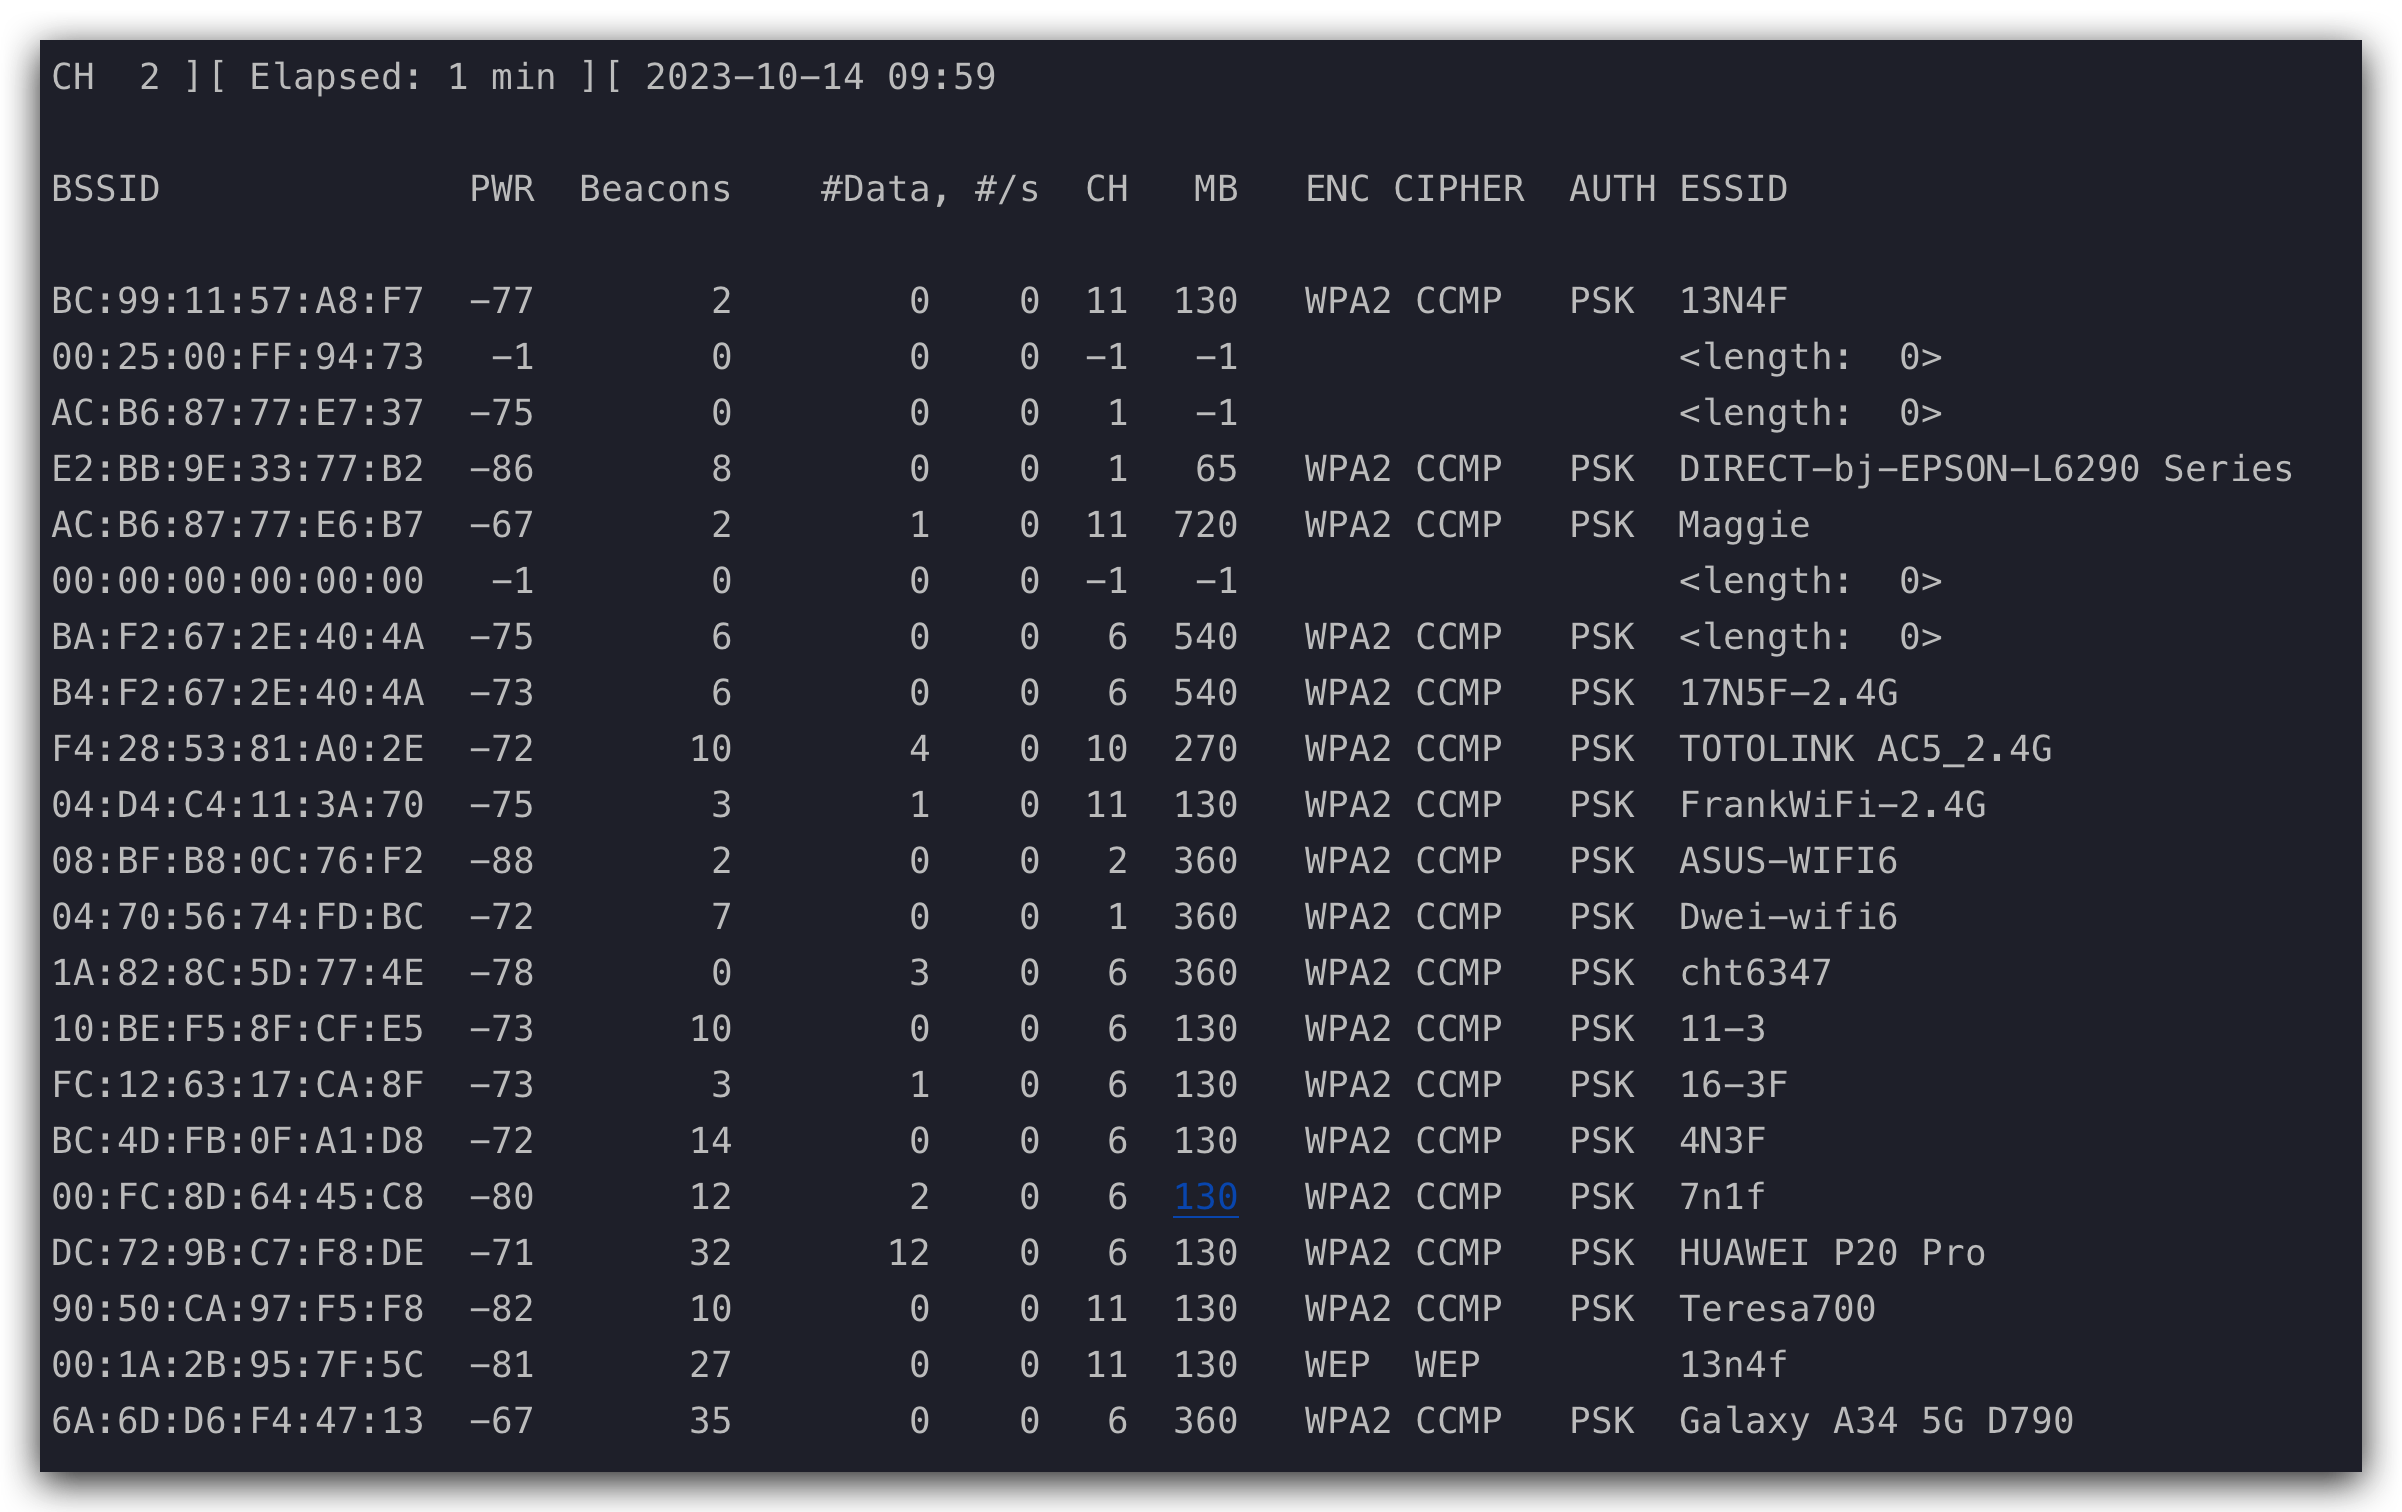 CH  2 ][ Elapsed: 1 min ][ 2023-10-14 09:59
BSSID              PWR  Beacons    #Data, #/s  CH   MB   ENC CIPHER  AUTH ESSID
BC:99:11:57:A8:F7  -77        2        0    0  11  130   WPA2 CCMP   PSK  13N4F
00:25:00:FF:94:73   -1        0        0    0  -1   -1                    <length:  0>
AC:B6:87:77:E7:37  -75        0        0    0   1   -1                    <length:  0>
E2:BB:9E:33:77:B2  -86        8        0    0   1   65   WPA2 CCMP   PSK  DIRECT-bj-EPSON-L6290 Series
AC:B6:87:77:E6:B7  -67        2        1    0  11  720   WPA2 CCMP   PSK  Maggie
00:00:00:00:00:00   -1        0        0    0  -1   -1                    <length:  0>
BA:F2:67:2E:40:4A  -75        6        0    0   6  540   WPA2 CCMP   PSK  <length:  0>
B4:F2:67:2E:40:4A  -73        6        0    0   6  540   WPA2 CCMP   PSK  17N5F-2.4G
F4:28:53:81:A0:2E  -72       10        4    0  10  270   WPA2 CCMP   PSK  TOTOLINK AC5_2.4G
04:D4:C4:11:3A:70  -75        3        1    0  11  130   WPA2 CCMP   PSK  FrankWiFi-2.4G
08:BF:B8:0C:76:F2  -88        2        0    0   2  360   WPA2 CCMP   PSK  ASUS-WIFI6
04:70:56:74:FD:BC  -72        7        0    0   1  360   WPA2 CCMP   PSK  Dwei-wifi6
1A:82:8C:5D:77:4E  -78        0        3    0   6  360   WPA2 CCMP   PSK  cht6347
10:BE:F5:8F:CF:E5  -73       10        0    0   6  130   WPA2 CCMP   PSK  11-3
FC:12:63:17:CA:8F  -73        3        1    0   6  130   WPA2 CCMP   PSK  16-3F
BC:4D:FB:0F:A1:D8  -72       14        0    0   6  130   WPA2 CCMP   PSK  4N3F
00:FC:8D:64:45:C8  -80       12        2    0   6  130   WPA2 CCMP   PSK  7n1f
DC:72:9B:C7:F8:DE  -71       32       12    0   6  130   WPA2 CCMP   PSK  HUAWEI P20 Pro
90:50:CA:97:F5:F8  -82       10        0    0  11  130   WPA2 CCMP   PSK  Teresa700
00:1A:2B:95:7F:5C  -81       27        0    0  11  130   WEP  WEP         13n4f
6A:6D:D6:F4:47:13  -67       35        0    0   6  360   WPA2 CCMP   PSK  Galaxy A34 5G D790